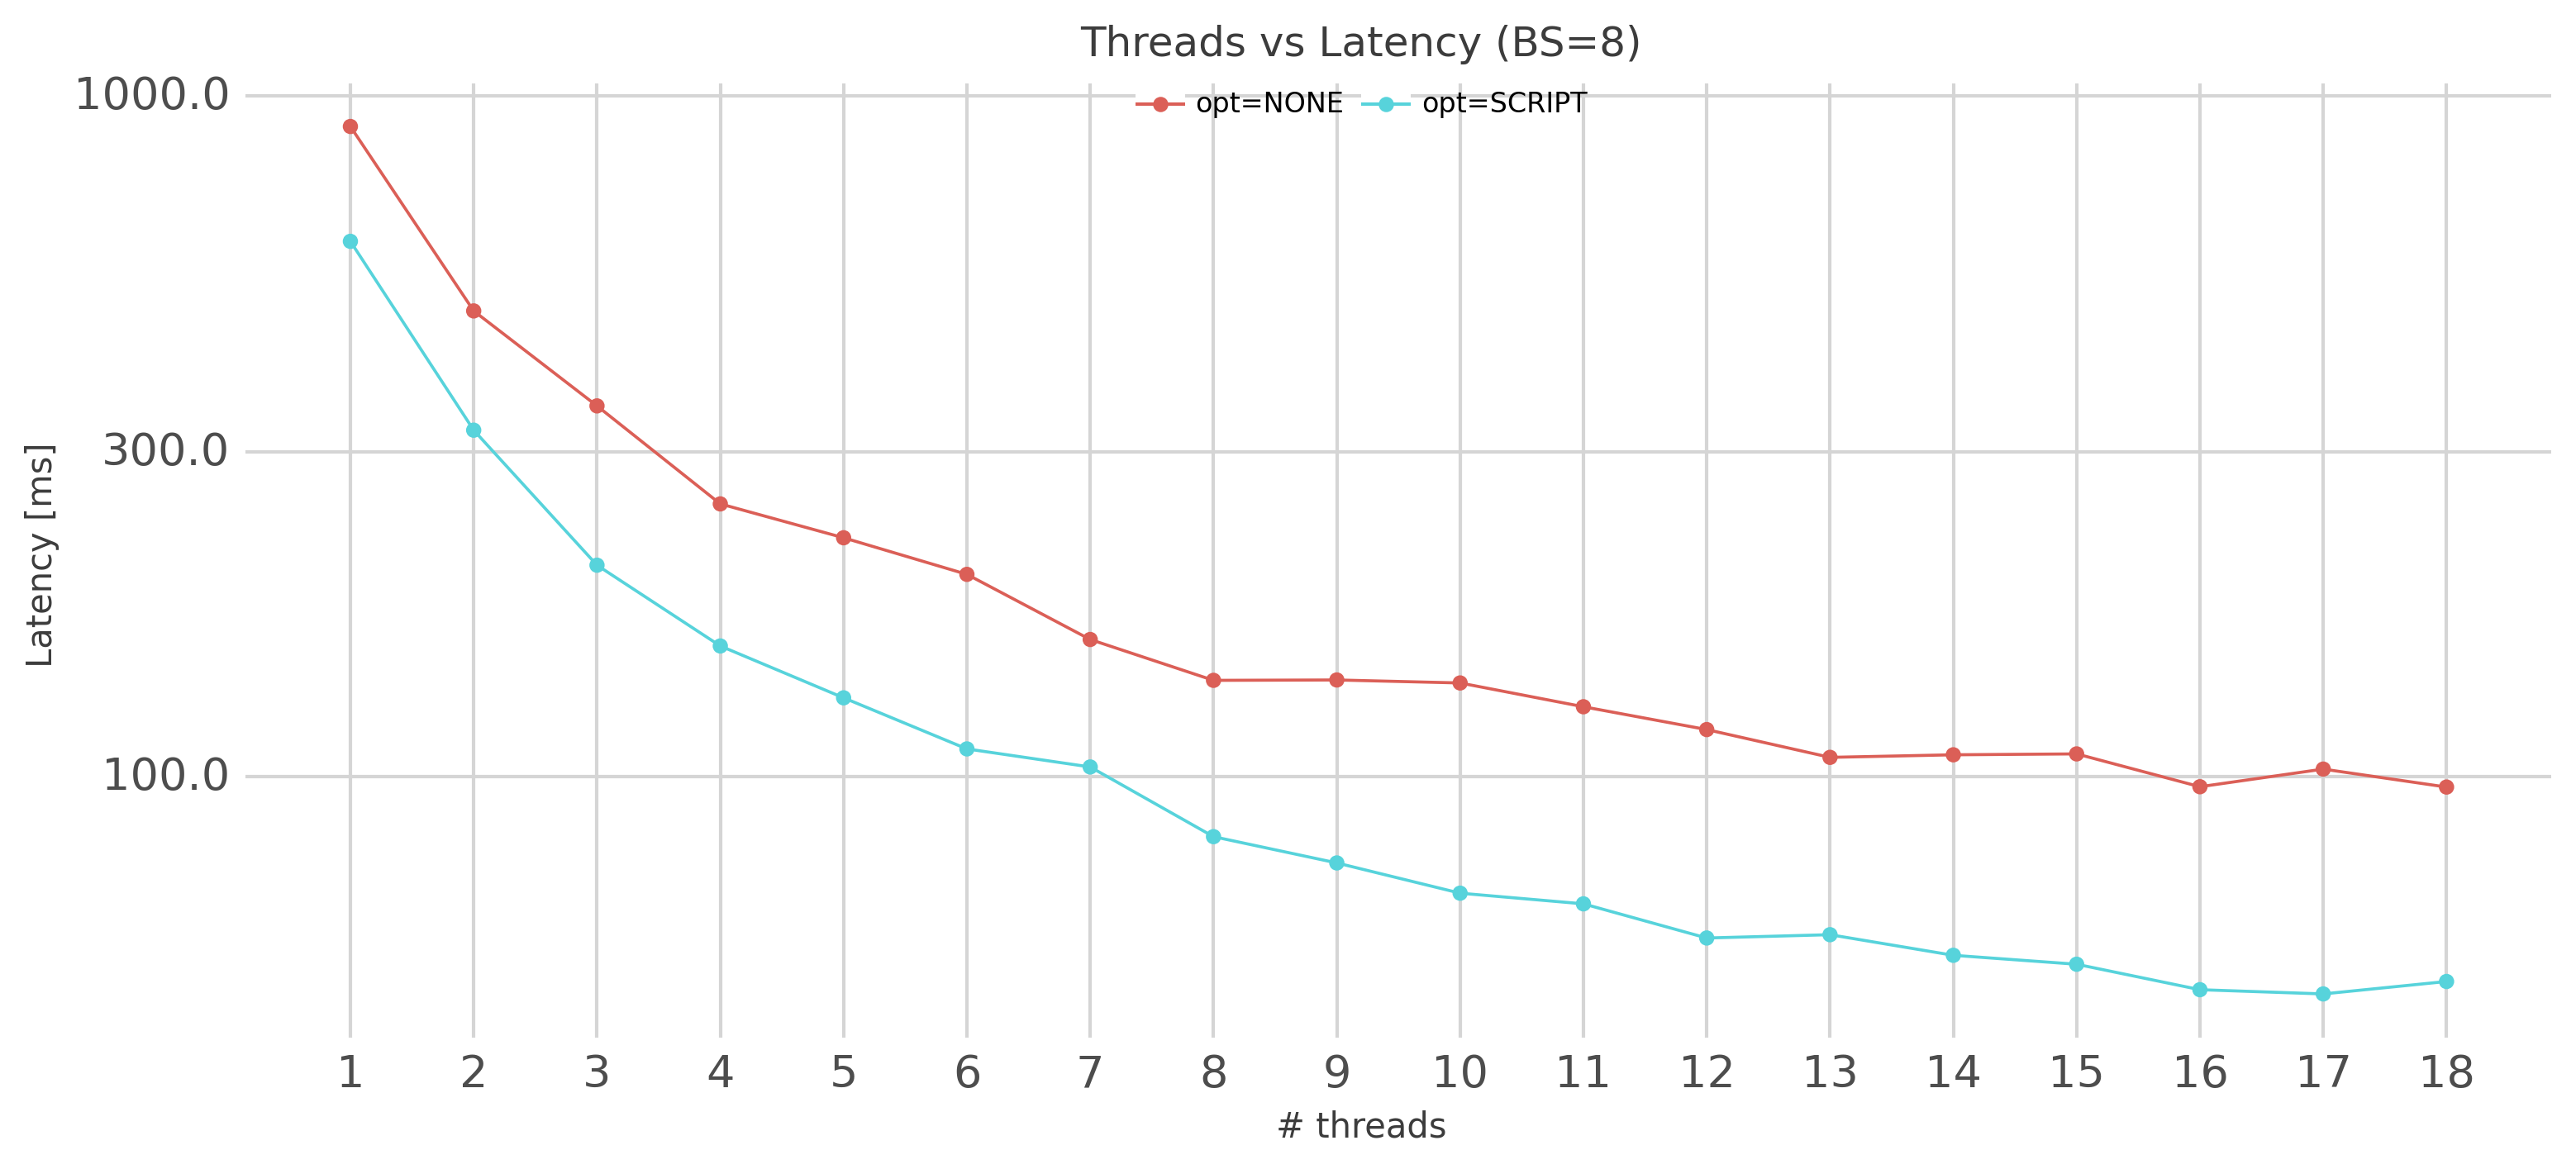 Threads vs Latency (BS=8)
opt=NONE opt=SCRIPT
1000.0
300.0
100.0
Latency [ms]
1 2 3 4 5 6 7 8 9 10 11 12 13 14 15 16 17 18
# threads